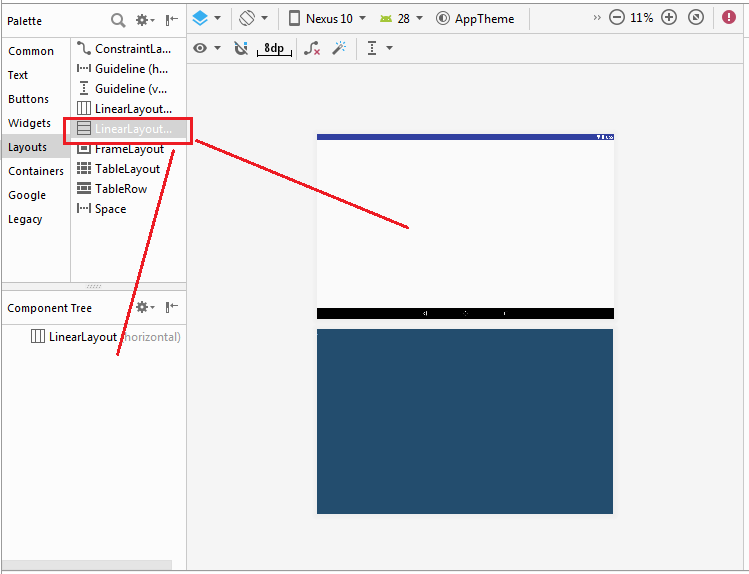 Palette
Nexus 10
28
AppTheme
»
11%
Common
Text
Buttons
Widgets
Layouts
Containers
Google
Legacy
ConstraintLa...
Guideline (h...
Guideline (v...
LinearLayout...
LinearLayout...
FrameLayout
TableLayout
TableRow
Space
8dp
Component Tree
LinearLayout (horizontal)